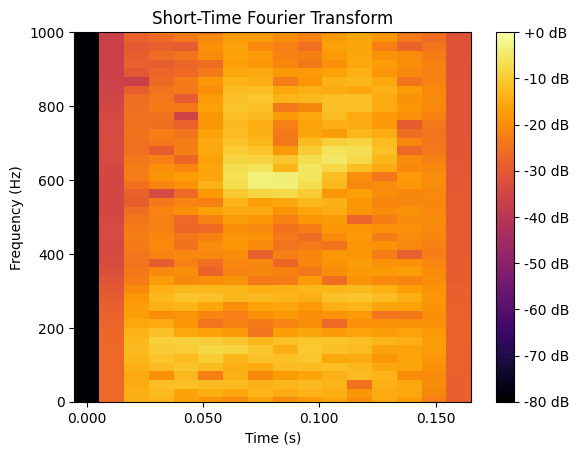 Short-Time Fourier Transform
Frequency (Hz)
1000
800
600
400
200
0
0.000
0.050
0.100
0.150
Time (s)
+0 dB
-10 dB
-20 dB
-30 dB
-40 dB
-50 dB
-60 dB
-70 dB
-80 dB